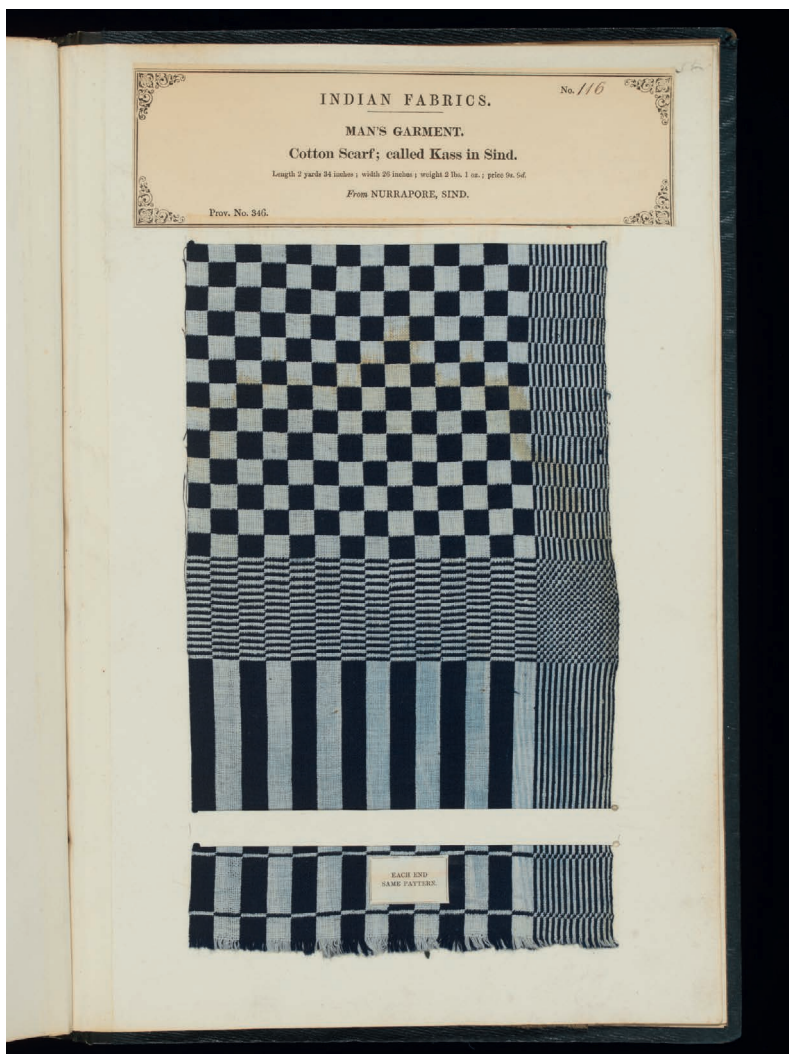 No. 116
INDIAN FABRICS.
MAN'S GARMENT.
Cotton Scarf; called Kass in Sind.
Length 2 yards 34 inches; width 26 inches; weight 2 lbs. 1 oz.; price 9s. 6d.
From NURRAPORE, SIND.
Prov. No. 346.
EACH END
SAME PATTERN.